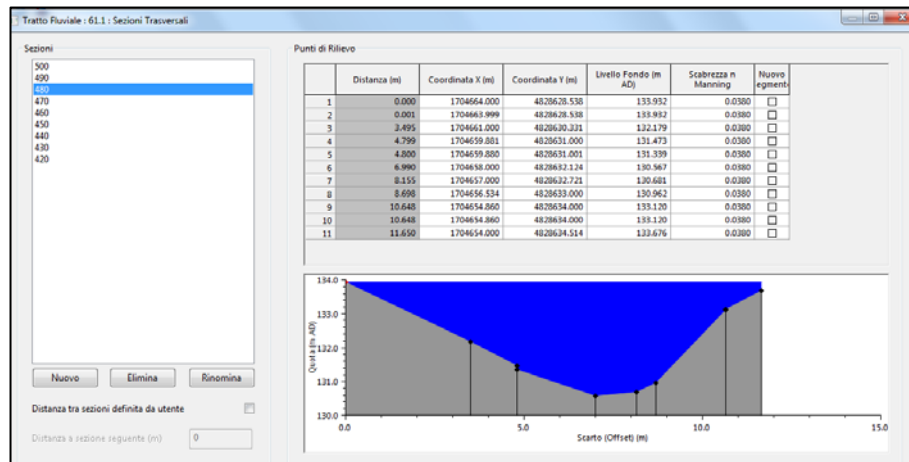 Tratto Fluviale : 61.1 : Sezioni Trasversali
Sezioni
500
490
480
470
460
450
440
430
420
Nuovo Elimina Rinomina
Distanza tra sezioni definita da utente
Distanza a sezione seguente (m) 0
Punti di Rilievo
Distanza (m) Coordinata X (m) Coordinata Y (m) Livello Fondo (m AD) Scabrezza n Manning Nuovo egment
1 0.000 1704664.000 4828628.538 133.932 0.0380
2 0.001 1704663.999 4828628.538 133.932 0.0380
3 3.495 1704661.000 4828630.331 132.179 0.0380
4 4.799 1704659.881 4828631.000 131.473 0.0380
5 4.800 1704659.880 4828631.001 131.339 0.0380
6 6.990 1704658.000 4828632.124 130.567 0.0380
7 8.155 1704657.000 4828632.721 130.681 0.0380
8 8.698 1704656.534 4828633.000 130.962 0.0380
9 10.648 1704654.860 4828634.000 133.120 0.0380
10 10.648 1704654.860 4828634.000 133.120 0.0380
11 11.650 1704654.000 4828634.514 133.676 0.0380
Quota (m AD)
134.0
133.0
132.0
131.0
130.0
0.0 5.0 10.0 15.0
Scarto (Offset) (m)